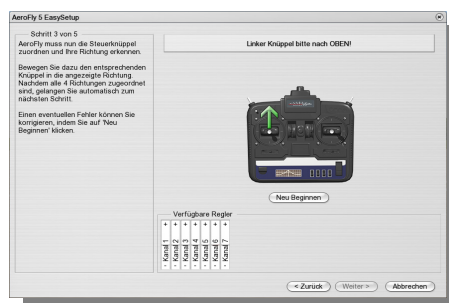 AeroFly 5 EasySetup
Schritt 3 von 5
AeroFly muss nun die Steuerknüppel
zuordnen und Ihre Richtung erkennen.
Bewegen Sie dazu den entsprechenden
Knüppel in die angezeigte Richtung.
Nachdem alle 4 Richtungen zugeordnet
sind, gelangen Sie automatisch zum
nächsten Schritt.
Einen eventuellen Fehler können Sie
korrigieren, indem Sie auf 'Neu
Beginnen' klicken.
Linker Knüppel bitte nach OBEN!
Neu Beginnen
Verfügbare Regler
- Kanal 1 +
- Kanal 2 +
- Kanal 3 +
- Kanal 4 +
- Kanal 5 +
- Kanal 6 +
- Kanal 7 +
< Zurück
Weiter >
Abbrechen